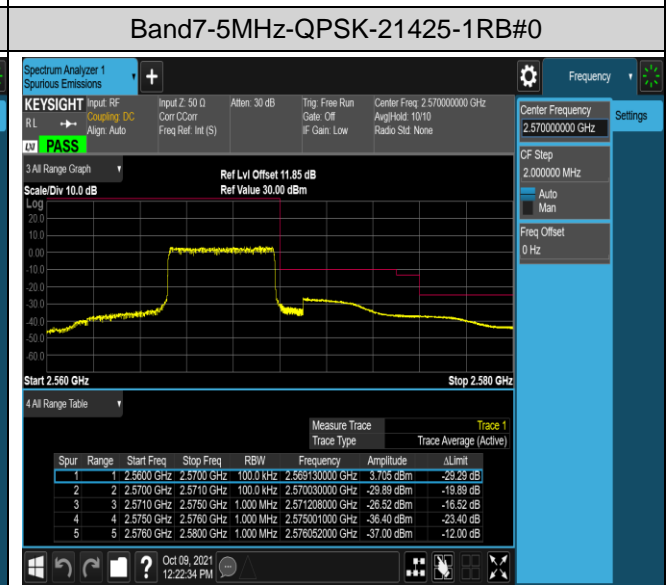 Band7-5MHz-QPSK-21425-1RB#0
Spectrum Analyzer 1
Spurious Emissions
+
Frequency
KEYSIGHT Input: RF Input Z: 50 Ω Atten: 30 dB Trig: Free Run Center Freq: 2.570000000 GHz
RL Coupling: DC Corr CCorr Gate: Off Avg|Hold: 10/10
Align: Auto Freq Ref: Int (S) IF Gain: Low Radio Std: None
LXI PASS
Center Frequency
2.570000000 GHz
Settings
CF Step
2.000000 MHz
Auto
Man
Freq Offset
0 Hz
3 All Range Graph
Ref Lvl Offset 11.85 dB
Scale/Div 10.0 dB Ref Value 30.00 dBm
Log
20.0
10.0
0.00
-10.0
-20.0
-30.0
-40.0
-50.0
-60.0
Start 2.560 GHz Stop 2.580 GHz
4 All Range Table
Measure Trace Trace 1
Trace Type Trace Average (Active)
Spur Range Start Freq Stop Freq RBW Frequency Amplitude ΔLimit
1 1 2.5600 GHz 2.5700 GHz 100.0 kHz 2.569130000 GHz 3.705 dBm -29.29 dB
2 2 2.5700 GHz 2.5710 GHz 100.0 kHz 2.570030000 GHz -29.89 dBm -19.89 dB
3 3 2.5710 GHz 2.5750 GHz 1.000 MHz 2.571208000 GHz -26.52 dBm -16.52 dB
4 4 2.5750 GHz 2.5760 GHz 1.000 MHz 2.575001000 GHz -36.40 dBm -23.40 dB
5 5 2.5760 GHz 2.5800 GHz 1.000 MHz 2.576052000 GHz -37.00 dBm -12.00 dB
? Oct 09, 2021
12:22:34 PM